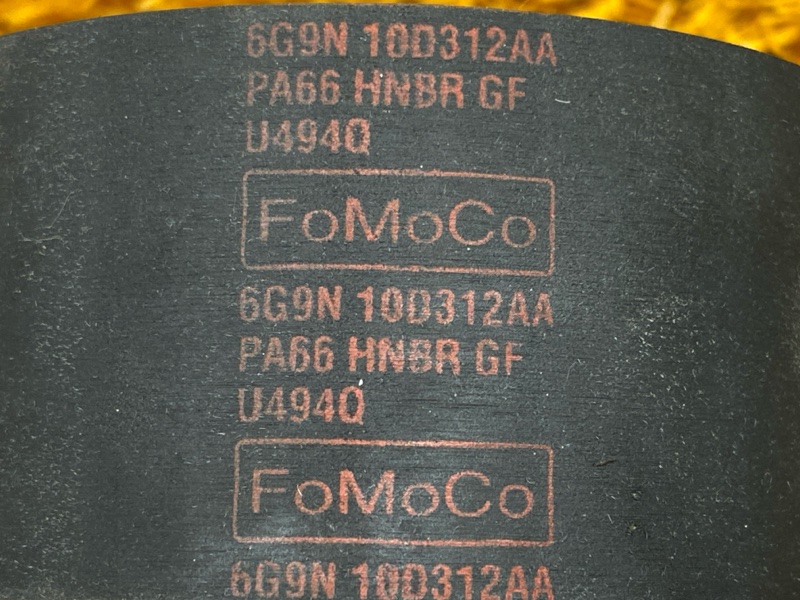 6G9N 10D312AA
PA66 HNBR GF
U494Q
FoMoCo
6G9N 10D312AA
PA66 HNBR GF
U494Q
FoMoCo
6G9N 10D312AA